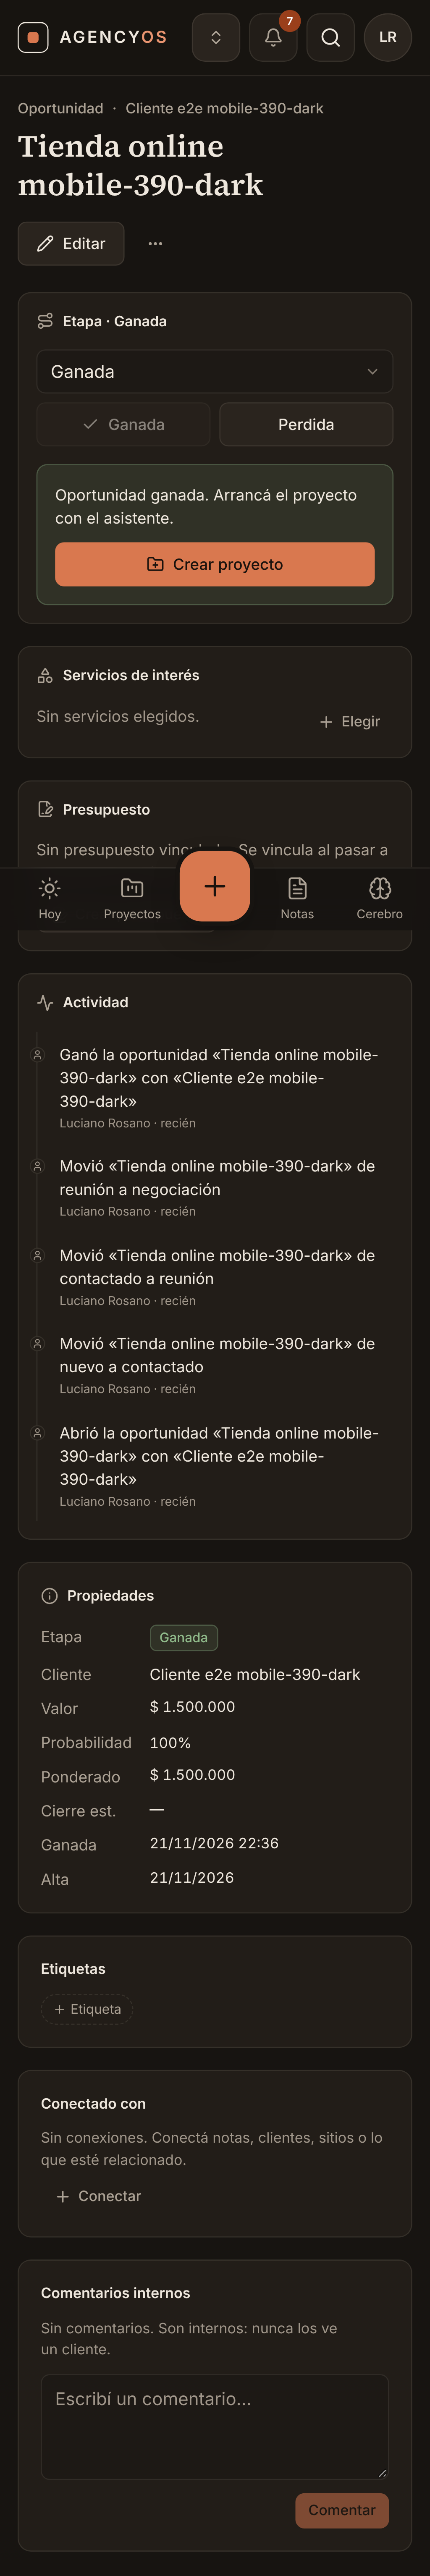 AGENCYOS
7
LR
Oportunidad · Cliente e2e mobile-390-dark
Tienda online
mobile-390-dark
Editar
Etapa · Ganada
Ganada
Ganada
Perdida
Oportunidad ganada. Arrancá el proyecto
con el asistente.
Crear proyecto
Servicios de interés
Sin servicios elegidos.
Elegir
Presupuesto
Sin presupuesto Se vincula al pasar a
Hoy
Proyectos
Notas
Cerebro
Actividad
Ganó la oportunidad «Tienda online mobile-
390-dark» con «Cliente e2e mobile-
390-dark»
Luciano Rosano · recién
Movió «Tienda online mobile-390-dark» de
reunión a negociación
Luciano Rosano · recién
Movió «Tienda online mobile-390-dark» de
contactado a reunión
Luciano Rosano · recién
Movió «Tienda online mobile-390-dark» de
nuevo a contactado
Luciano Rosano · recién
Abrió la oportunidad «Tienda online mobile-
390-dark» con «Cliente e2e mobile-
390-dark»
Luciano Rosano · recién
Propiedades
Etapa Ganada
Cliente Cliente e2e mobile-390-dark
Valor $ 1.500.000
Probabilidad 100%
Ponderado $ 1.500.000
Cierre est. —
Ganada 21/11/2026 22:36
Alta 21/11/2026
Etiquetas
+ Etiqueta
Conectado con
Sin conexiones. Conectá notas, clientes, sitios o lo
que esté relacionado.
+ Conectar
Comentarios internos
Sin comentarios. Son internos: nunca los ve
un cliente.
Escribí un comentario...
Comentar